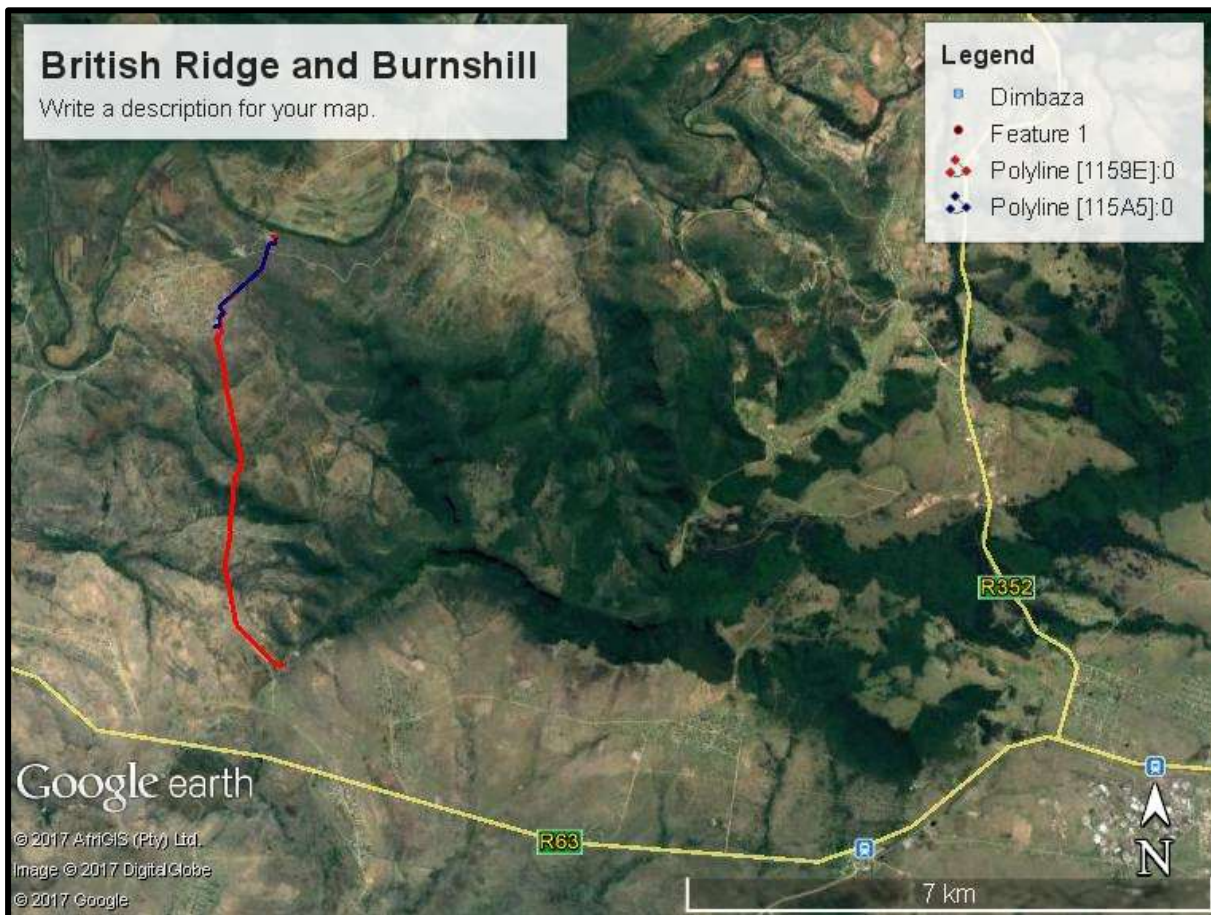 British Ridge and Burnshill
Write a description for your map.
Legend
Dimbaza
Feature 1
Polyline [1159E]:0
Polyline [115A5]:0
R352
R63
Google earth
© 2017 AfriGIS (Pty) Ltd.
Image © 2017 DigitalGlobe
© 2017 Google
N
7 km